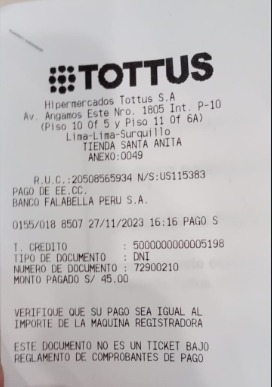 TOTTUS
Hipermercados Tottus S.A
Av. Angamos Este Nro. 1805 Int. P-10
(Piso 10 Of 5 y Piso 11 Of 6A)
Lima-Lima-Surquillo
TIENDA SANTA ANITA
ANEXO:0049
R.U.C.:20508565934 N/S:US115383
PAGO DE EE.CC.
BANCO FALABELLA PERU S.A.
0155/018 8507 27/11/2023 16:16 PAGO S
T. CREDITO : 5000000000005198
TIPO DE DOCUMENTO : DNI
NUMERO DE DOCUMENTO : 72900210
MONTO PAGADO S/ 45.00
VERIFIQUE QUE SU PAGO SEA IGUAL AL
IMPORTE DE LA MAQUINA REGISTRADORA
ESTE DOCUMENTO NO ES UN TICKET BAJO
REGLAMENTO DE COMPROBANTES DE PAGO